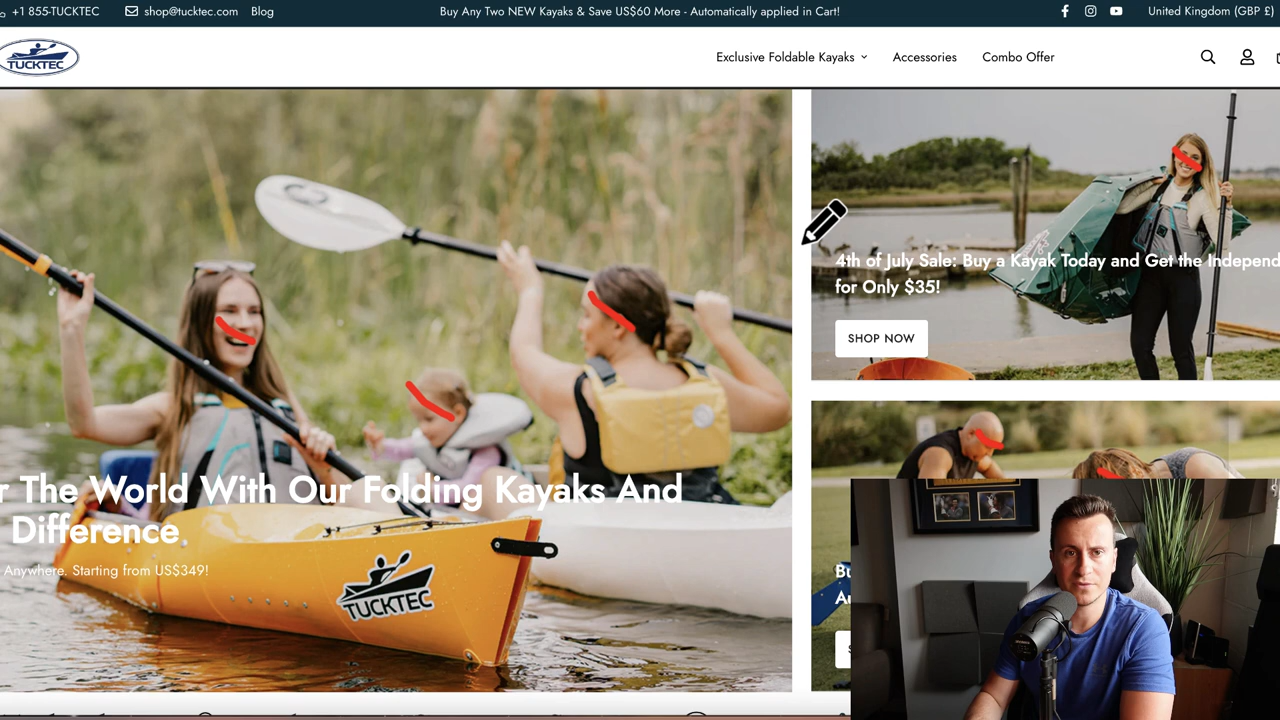 +1 855-TUCKTEC
shop@tucktec.com
Blog
Buy Any Two NEW Kayaks & Save US$60 More - Automatically applied in Cart!
United Kingdom (GBP £)
TUCKTEC
Exclusive Foldable Kayaks
Accessories
Combo Offer
r The World With Our Folding Kayaks And
Difference
Anywhere. Starting from US$349!
TUCKTEC
4th of July Sale: Buy a Kayak Today and Get the Independ
for Only $35!
SHOP NOW
Bu